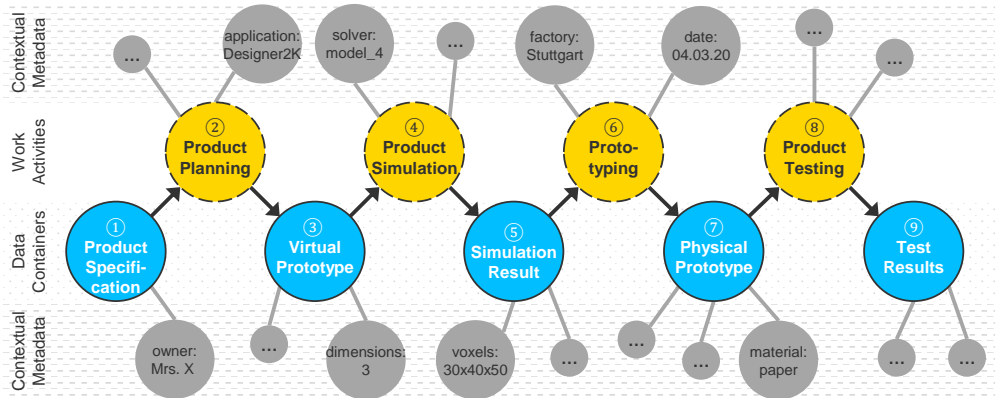 Contextual
Metadata
...
application:
Designer2K
solver:
model_4
...
factory:
Stuttgart
date:
04.03.20
...
...
Work
Activities
②
Product
Planning
④
Product
Simulation
⑥
Proto-
typing
⑧
Product
Testing
Data
Containers
①
Product
Specifi-
cation
③
Virtual
Prototype
⑤
Simulation
Result
⑦
Physical
Prototype
⑨
Test
Results
Contextual
Metadata
owner:
Mrs. X
...
dimensions:
3
voxels:
30x40x50
...
...
...
material:
paper
...
...